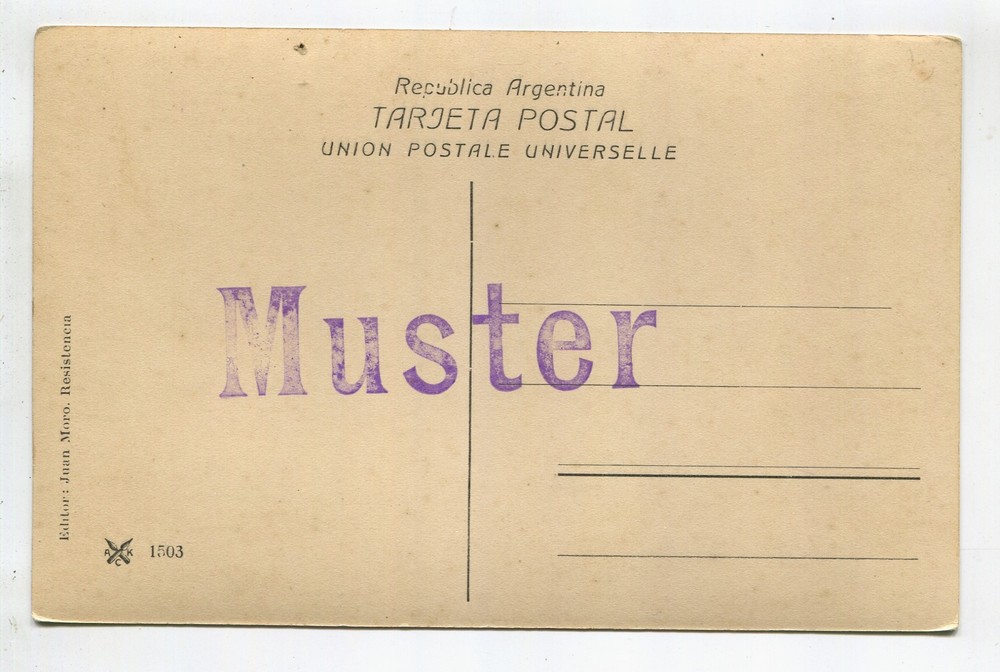 Republica Argentina
TARJETA POSTAL
UNION POSTALE UNIVERSELLE
Muster
Editor: Juan Moro. Resistencia
A C K
1503